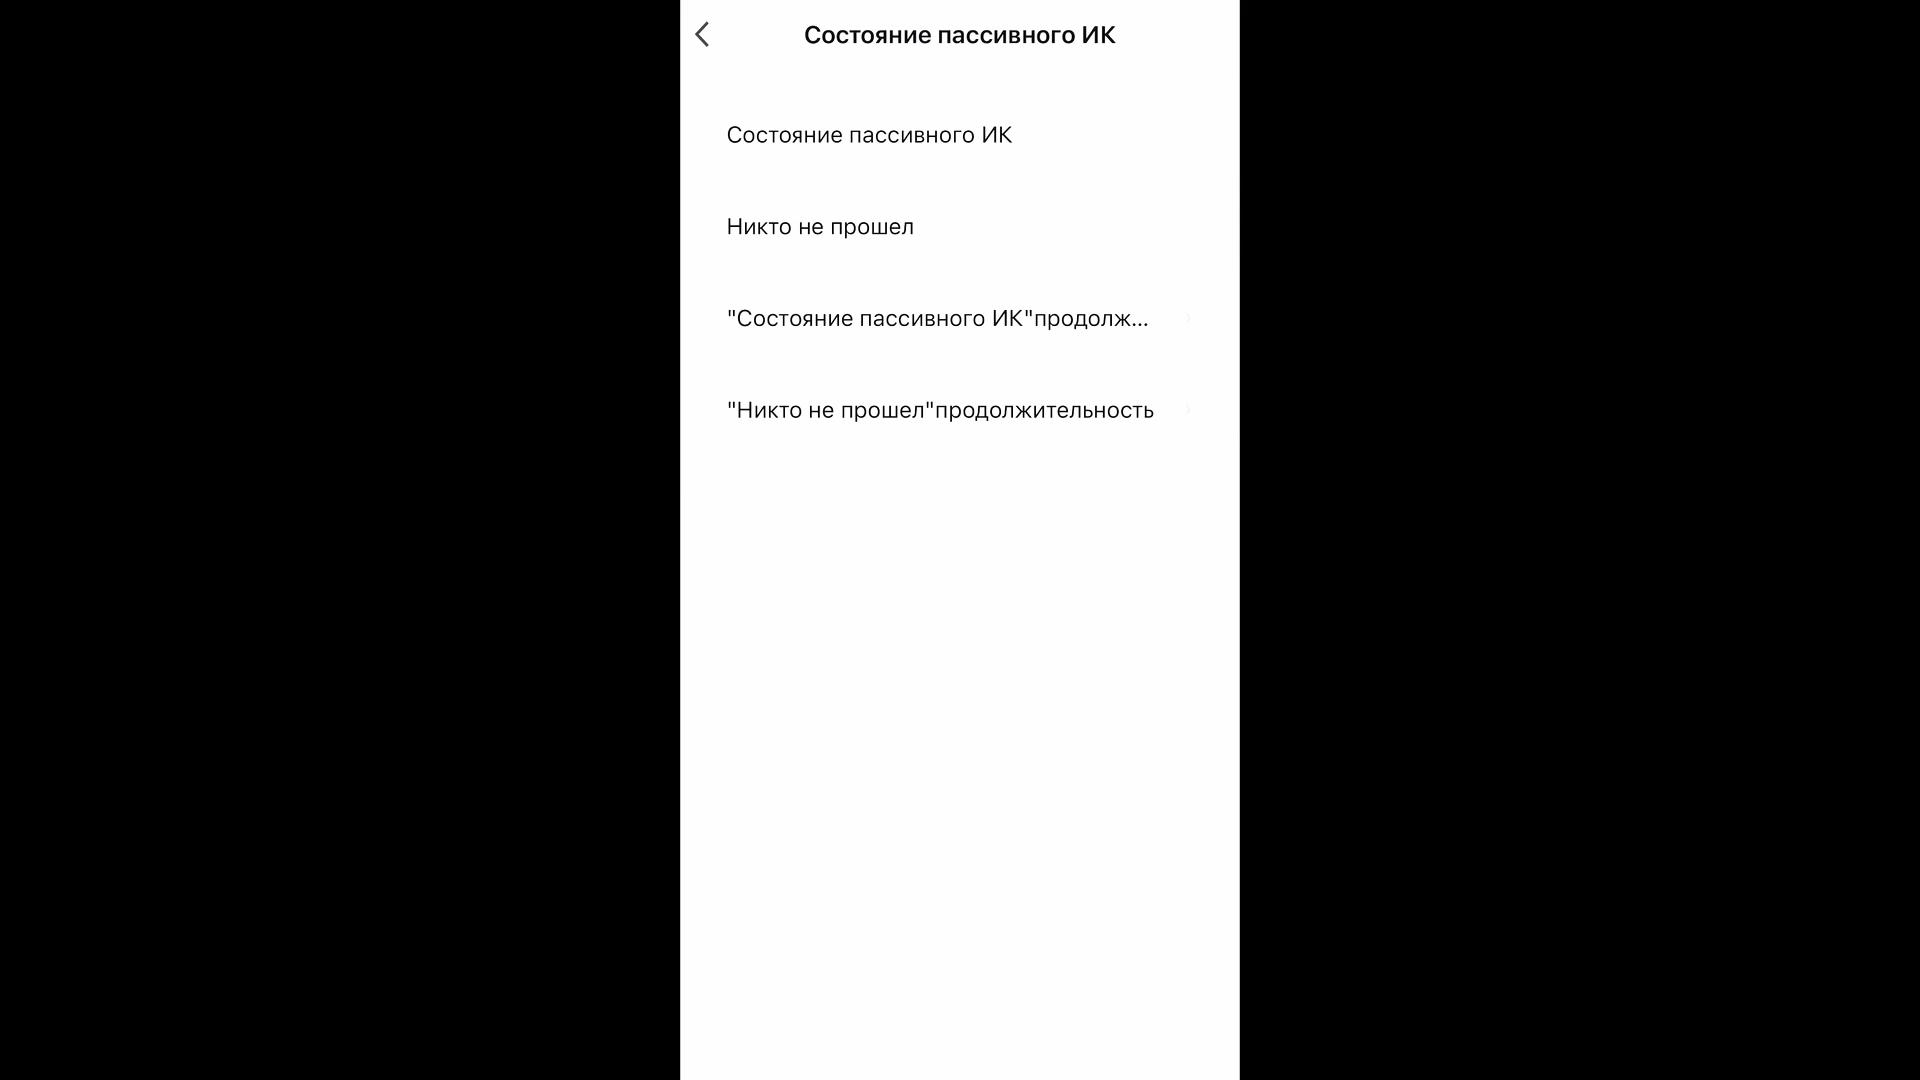 Состояние пассивного ИК
Состояние пассивного ИК
Никто не прошел
"Состояние пассивного ИК"продолж...
"Никто не прошел"продолжительность